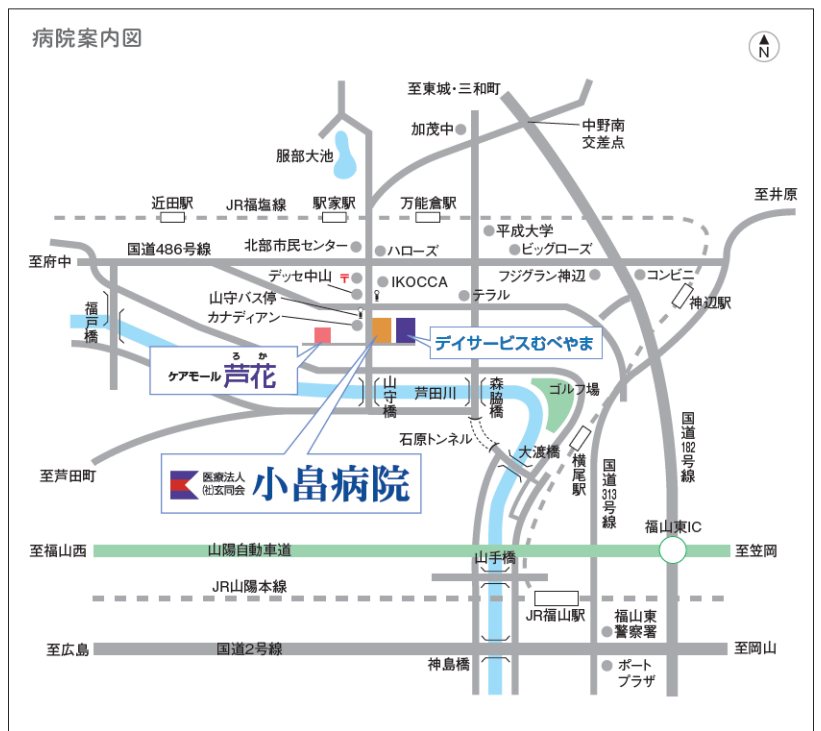 病院案内図
N
至東城・三和町
加茂中
中野南
交差点
服部大池
近田駅
JR福塩線
駅家駅
万能倉駅
至井原
平成大学
北部市民センター
ハローズ
ビッグローズ
国道486号線
至府中
デッセ中山
〒
IKOCCA
フジグラン神辺
コンビニ
山守バス停
テラル
神辺駅
福戸橋
カナディアン
デイサービスむべやま
ケアモール
ろか
芦花
山守橋
芦田川
森脇橋
ゴルフ場
石原トンネル
大渡橋
横尾駅
国道182号線
国道313号線
至芦田町
医療法人
㈳玄同会
小畠病院
福山東IC
至福山西
山陽自動車道
至笠岡
山手橋
JR山陽本線
JR福山駅
福山東
警察署
至広島
国道2号線
至岡山
神島橋
ポート
プラザ